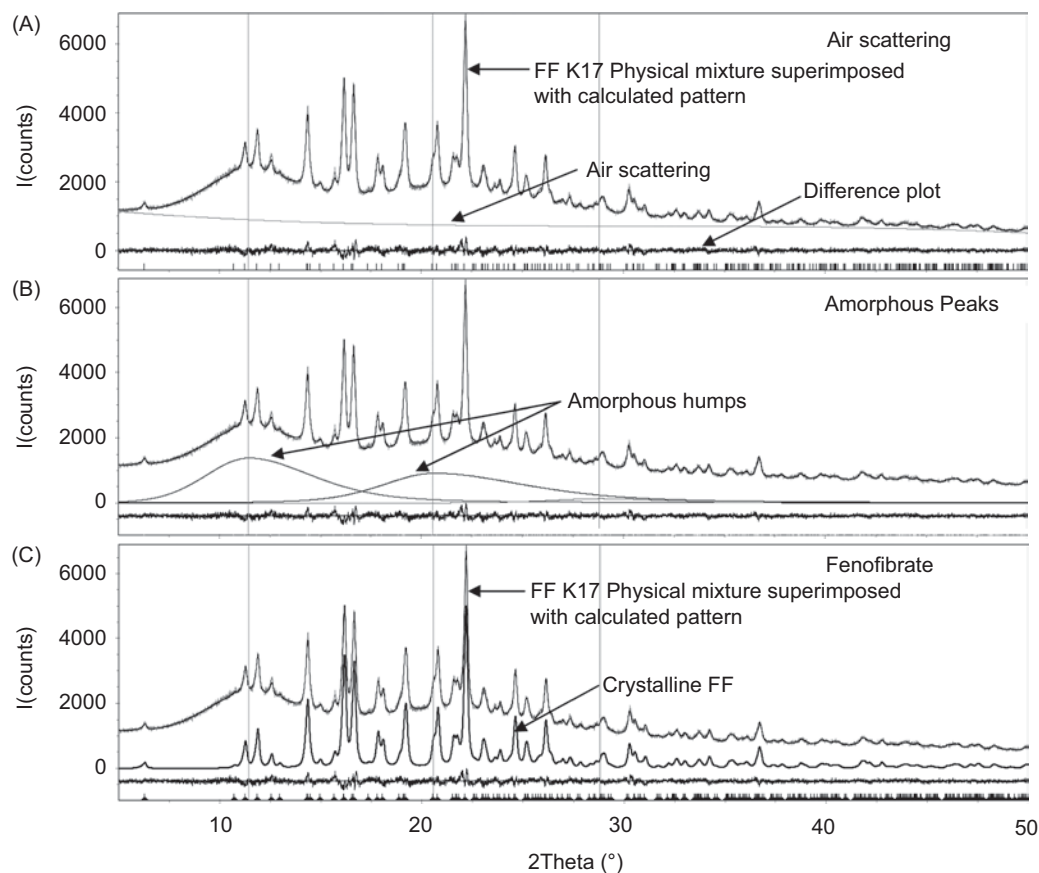 (A)
6000
4000
2000
0
I(counts)
Air scattering
FF K17 Physical mixture superimposed
with calculated pattern
Air scattering
Difference plot
(B)
6000
4000
2000
0
I(counts)
Amorphous Peaks
Amorphous humps
(C)
6000
4000
2000
0
I(counts)
Fenofibrate
FF K17 Physical mixture superimposed
with calculated pattern
Crystalline FF
10 20 30 40 50
2Theta (°)